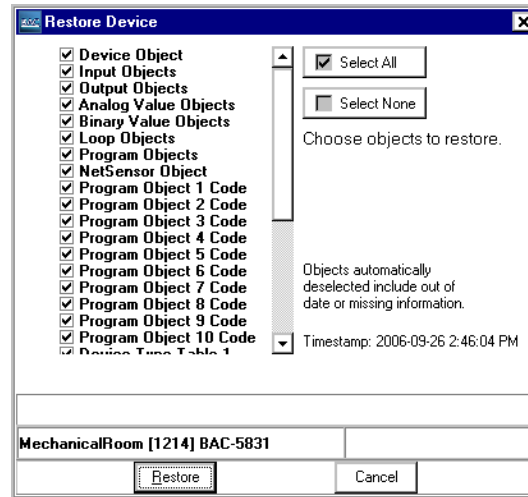 Restore Device
Device Object
Input Objects
Output Objects
Analog Value Objects
Binary Value Objects
Loop Objects
Program Objects
NetSensor Object
Program Object 1 Code
Program Object 2 Code
Program Object 3 Code
Program Object 4 Code
Program Object 5 Code
Program Object 6 Code
Program Object 7 Code
Program Object 8 Code
Program Object 9 Code
Program Object 10 Code
Device Type Table 1
Select All
Select None
Choose objects to restore.
Objects automatically
deselected include out of
date or missing information.
Timestamp: 2006-09-26 2:46:04 PM
MechanicalRoom [1214] BAC-5831
Restore
Cancel